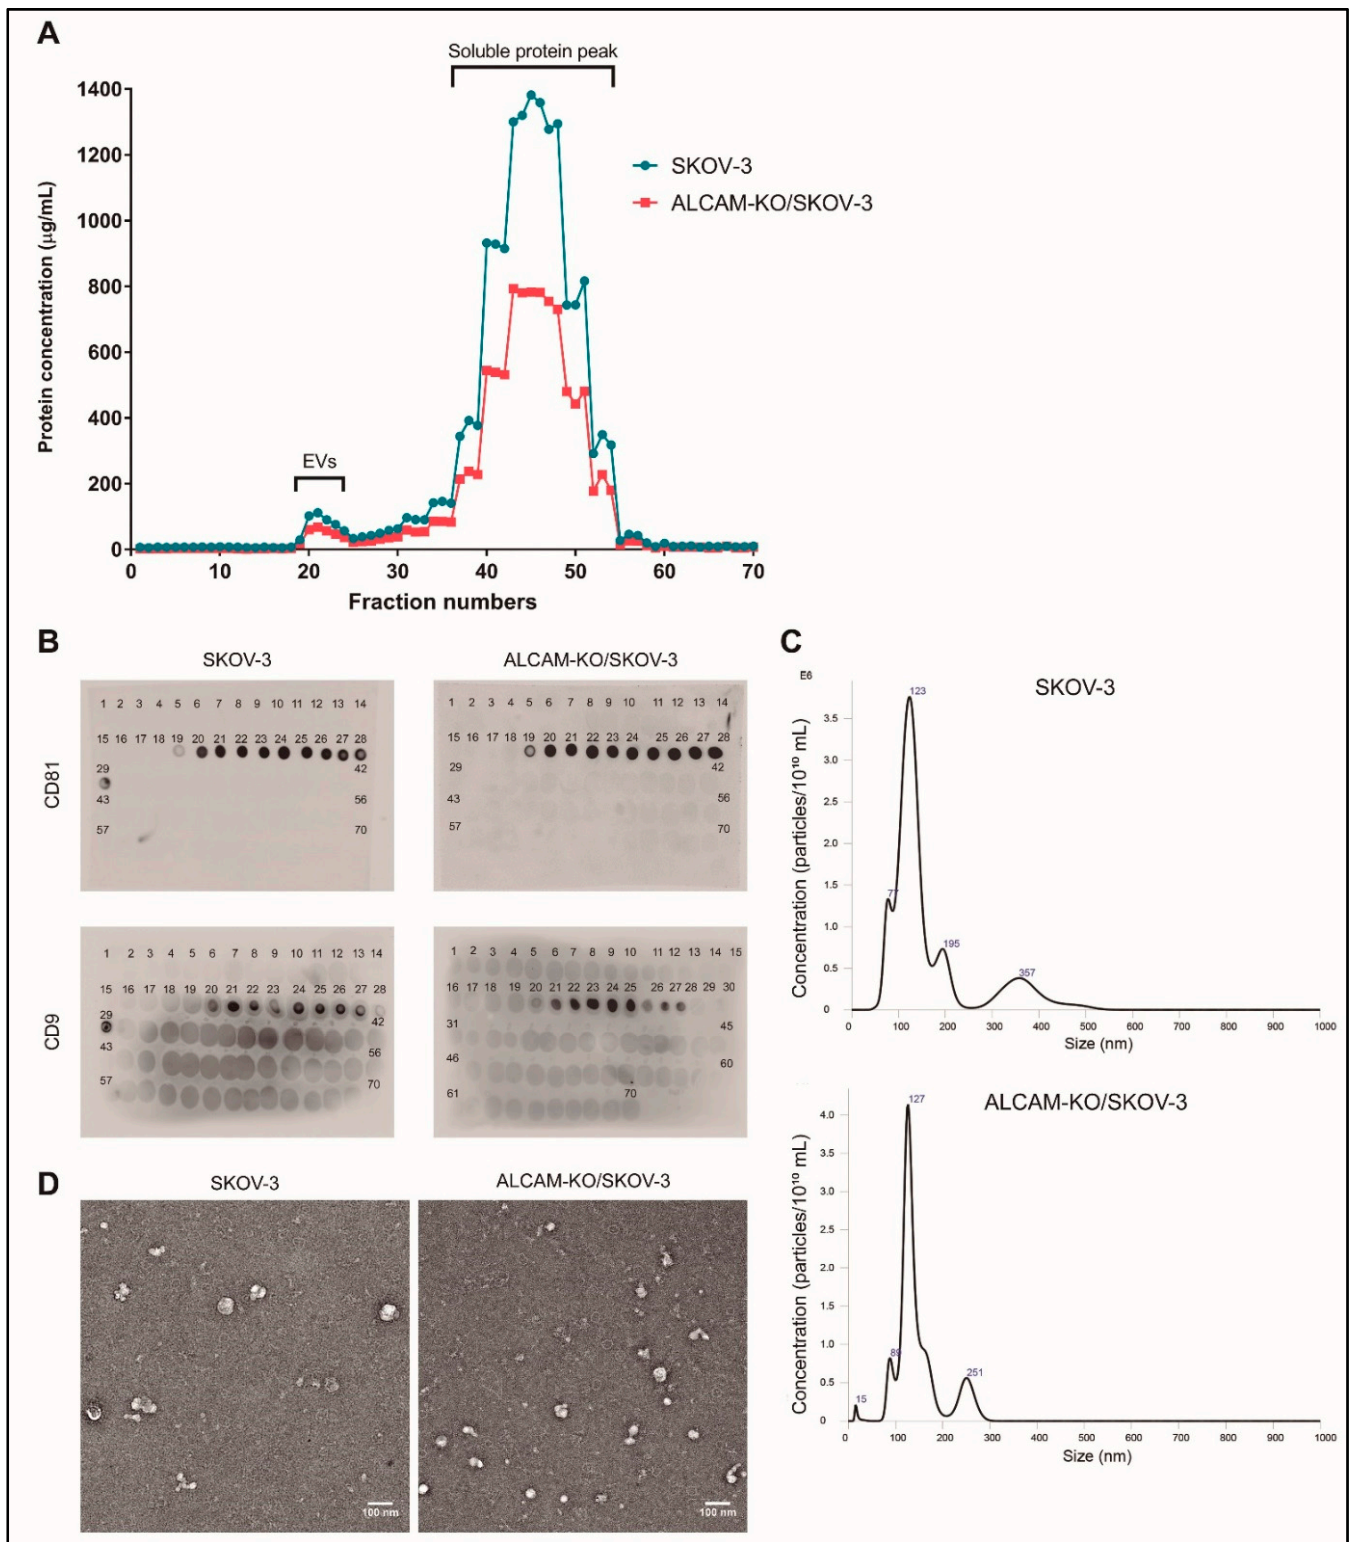 A
Soluble protein peak
1400
1200
1000
800
600
400
200
0
Protein concentration (µg/mL)
SKOV-3
ALCAM-KO/SKOV-3
EVs
0 10 20 30 40 50 60 70
Fraction numbers
B
SKOV-3
ALCAM-KO/SKOV-3
CD81
1 2 3 4 5 6 7 8 9 10 11 12 13 14
15 16 17 18 19 20 21 22 23 24 25 26 27 28
29 42
43 56
57 70
1 2 3 4 5 6 7 8 9 10 11 12 13 14
15 16 17 18 19 20 21 22 23 24 25 26 27 28
29 42
43 56
57 70
CD9
1 2 3 4 5 6 7 8 9 10 11 12 13 14
15 16 17 18 19 20 21 22 23 24 25 26 27 28
29 42
43 56
57 70
1 2 3 4 5 6 7 8 9 10 11 12 13 14 15
16 17 18 19 20 21 22 23 24 25 26 27 28 29 30
31 45
46 60
61 70
C
E6
SKOV-3
123
77
195
357
3.5
3.0
2.5
2.0
1.5
1.0
0.5
0
Concentration (particles/10¹⁰ mL)
0 100 200 300 400 500 600 700 800 900 1000
Size (nm)
ALCAM-KO/SKOV-3
127
15
89
251
4.0
3.5
3.0
2.5
2.0
1.5
1.0
0.5
0
Concentration (particles/10¹⁰ mL)
0 100 200 300 400 500 600 700 800 900 1000
Size (nm)
D
SKOV-3
ALCAM-KO/SKOV-3
100 nm
100 nm